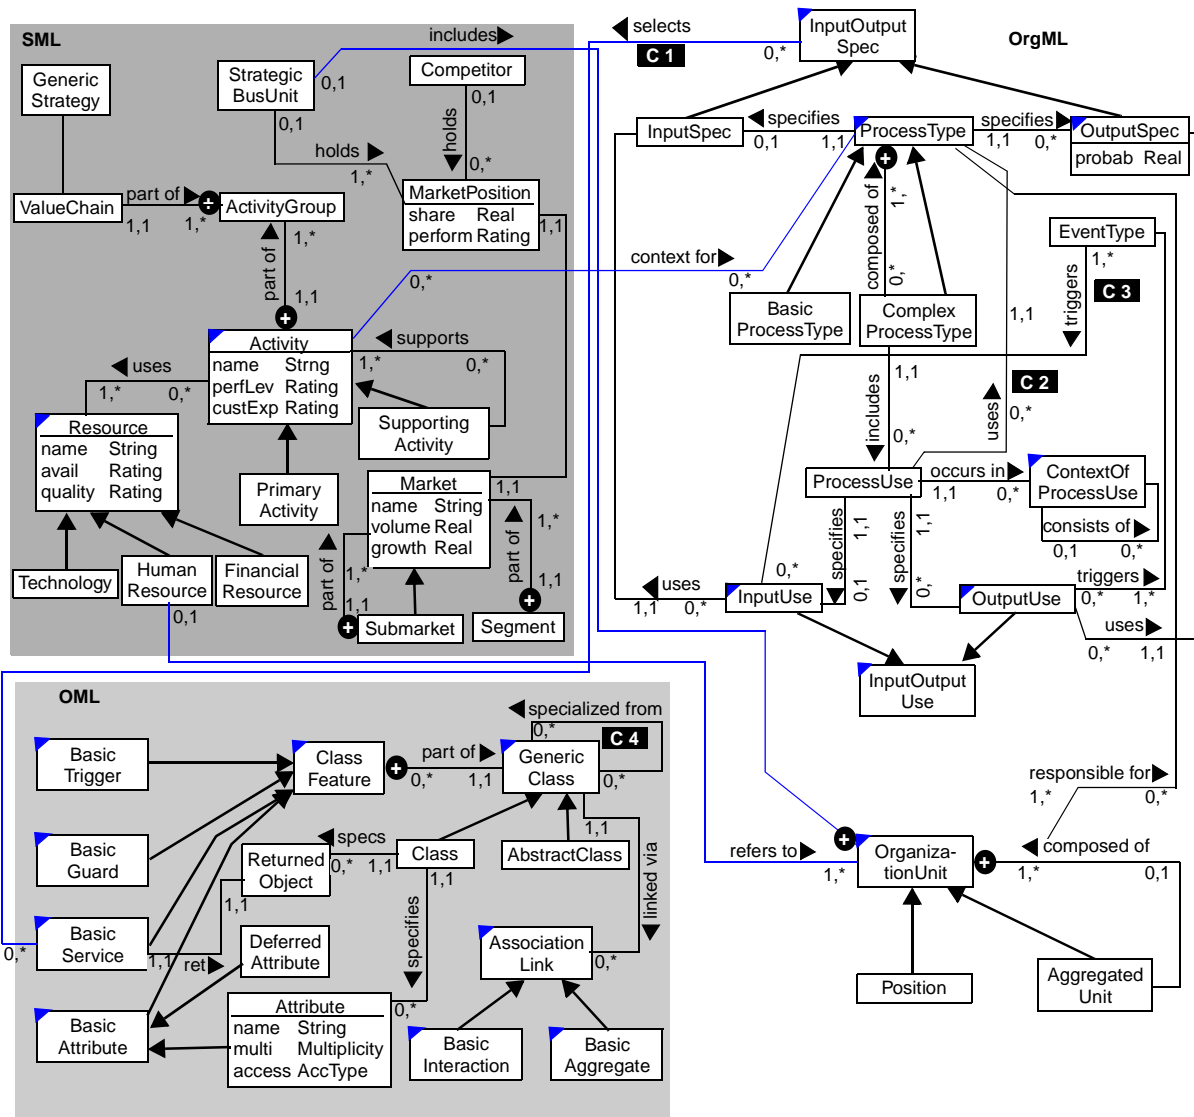 SML
includes
selects
C 1
0,*
InputOutput
Spec
OrgML
Generic
Strategy
Strategic
BusUnit
0,1
Competitor
0,1
0,1
holds
holds
1,*
0,*
InputSpec
specifies
0,1
1,1
ProcessType
specifies
1,1
0,*
OutputSpec
probab Real
ValueChain
part of
1,1
1,*
ActivityGroup
MarketPosition
share Real
perform Rating
1,1
composed of
1,*
0,*
EventType
1,*
triggers
C 3
part of
1,*
1,1
0,*
context for
0,*
Basic
ProcessType
Complex
ProcessType
1,1
Activity
name Strng
perfLev Rating
custExp Rating
supports
1,*
0,*
uses
1,*
0,*
1,1
includes
0,*
uses
C 2
0,*
Resource
name String
avail Rating
quality Rating
Supporting
Activity
Primary
Activity
Market
name String
volume Real
growth Real
1,1
part of
1,*
1,1
part of
1,*
1,1
ProcessUse
occurs in
1,1
0,*
ContextOf
ProcessUse
consists of
0,1
0,*
specifies
1,1
0,1
specifies
1,1
0,*
Technology
Human
Resource
0,1
Financial
Resource
Submarket
Segment
uses
1,1
0,*
0,*
InputUse
OutputUse
triggers
0,*
1,*
uses
0,*
1,1
InputOutput
Use
OML
specialized from
0,*
C 4
0,*
Basic
Trigger
Class
Feature
part of
0,*
1,1
Generic
Class
1,1
responsible for
1,*
0,*
Basic
Guard
Returned
Object
specs
0,*
1,1
Class
1,1
AbstractClass
linked via
0,*
refers to
1,*
Organiza-
tionUnit
composed of
1,*
0,1
1,1
specifies
0,*
0,*
Basic
Service
1,1
ret
Deferred
Attribute
Association
Link
Position
Aggregated
Unit
Basic
Attribute
Attribute
name String
multi Multiplicity
access AccType
Basic
Interaction
Basic
Aggregate